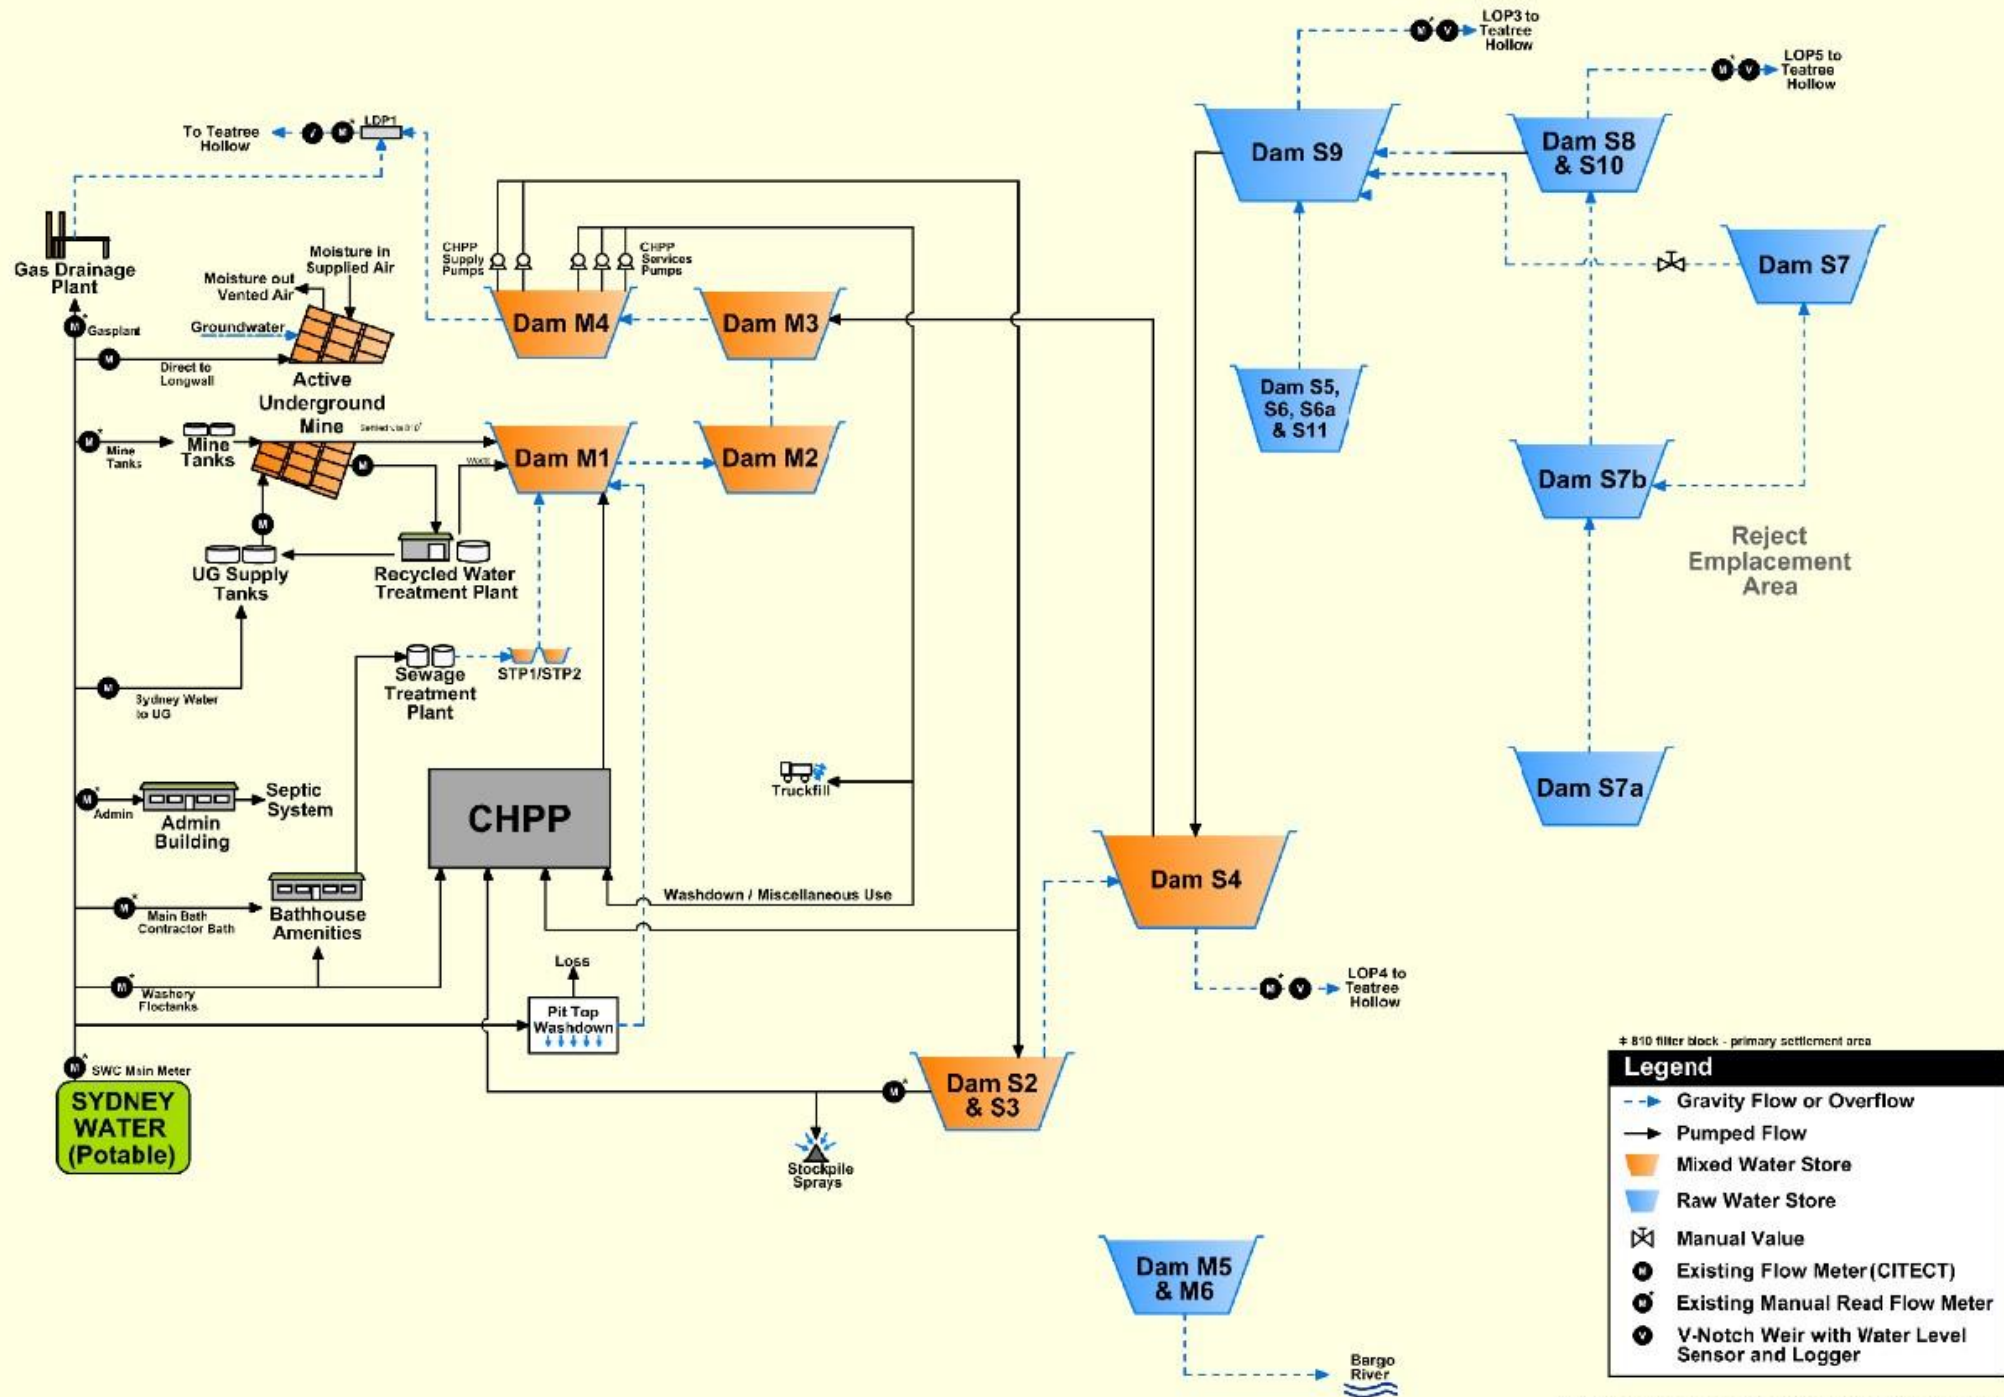 LOP3 to
Teatree
Hollow
LOP5 to
Teatree
Hollow
To Teatree
Hollow
LDP1
M
V
Dam S9
Dam S8
& S10
Dam S7
Gas Drainage
Plant
Moisture in
Supplied Air
Moisture out
Vented Air
Groundwater
Gasplant
Direct to
Longwall
Active
Underground
Mine
CHPP
Supply
Pumps
CHPP
Services
Pumps
Dam M4
Dam M3
Dam S5,
S6, S6a
& S11
Mine
Tanks
Mine
Tanks
Dam M1
Dam M2
Dam S7b
Reject
Emplacement
Area
UG Supply
Tanks
Recycled Water
Treatment Plant
Sewage
Treatment
Plant
STP1/STP2
Sydney Water
to UG
Dam S7a
Truckfill
CHPP
Admin
Admin
Building
Septic
System
Dam S4
Main Bath
Contractor Bath
Bathhouse
Amenities
Washdown / Miscellaneous Use
Washery
Floctanks
Loss
Pit Top
Washdown
LOP4 to
Teatree
Hollow
SWC Main Meter
SYDNEY
WATER
(Potable)
Dam S2
& S3
Stockpile
Sprays
Dam M5
& M6
Bargo
River
‡ 810 filter block - primary settlement area
Legend
Gravity Flow or Overflow
Pumped Flow
Mixed Water Store
Raw Water Store
Manual Value
M Existing Flow Meter (CITECT)
M* Existing Manual Read Flow Meter
V V-Notch Weir with Water Level
Sensor and Logger